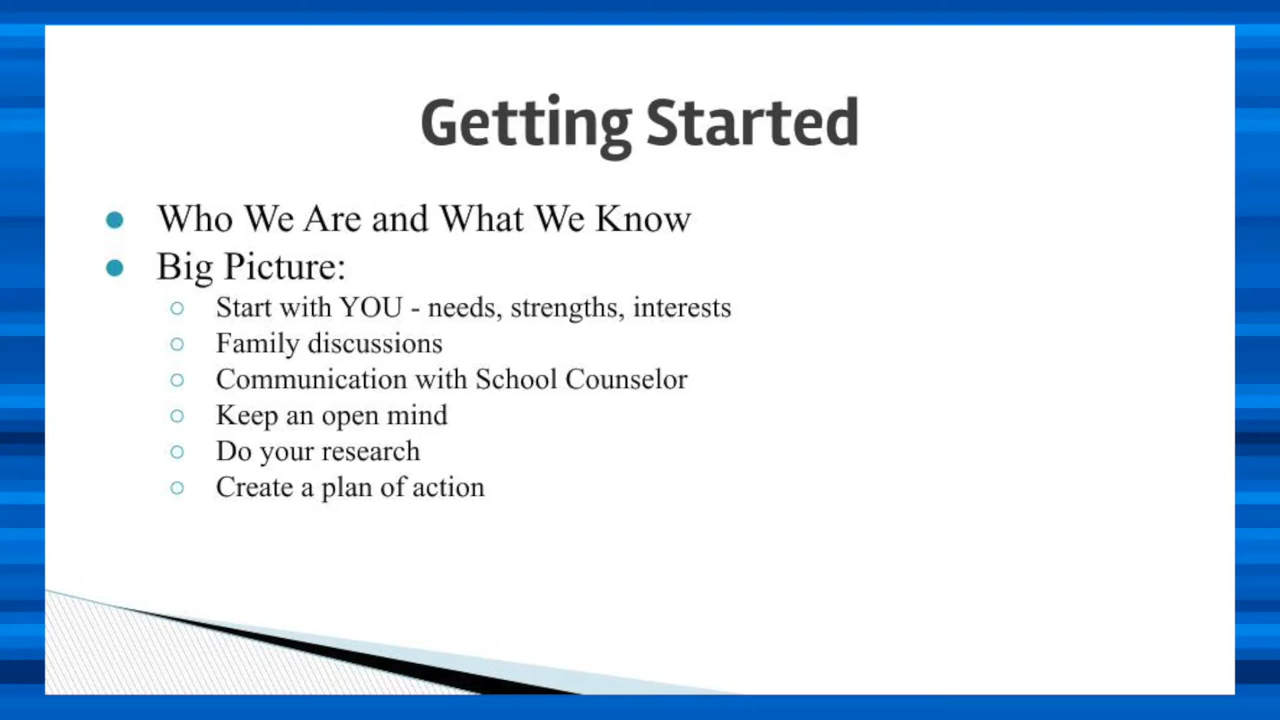 Getting Started
Who We Are and What We Know
Big Picture:
Start with YOU - needs, strengths, interests
Family discussions
Communication with School Counselor
Keep an open mind
Do your research
Create a plan of action